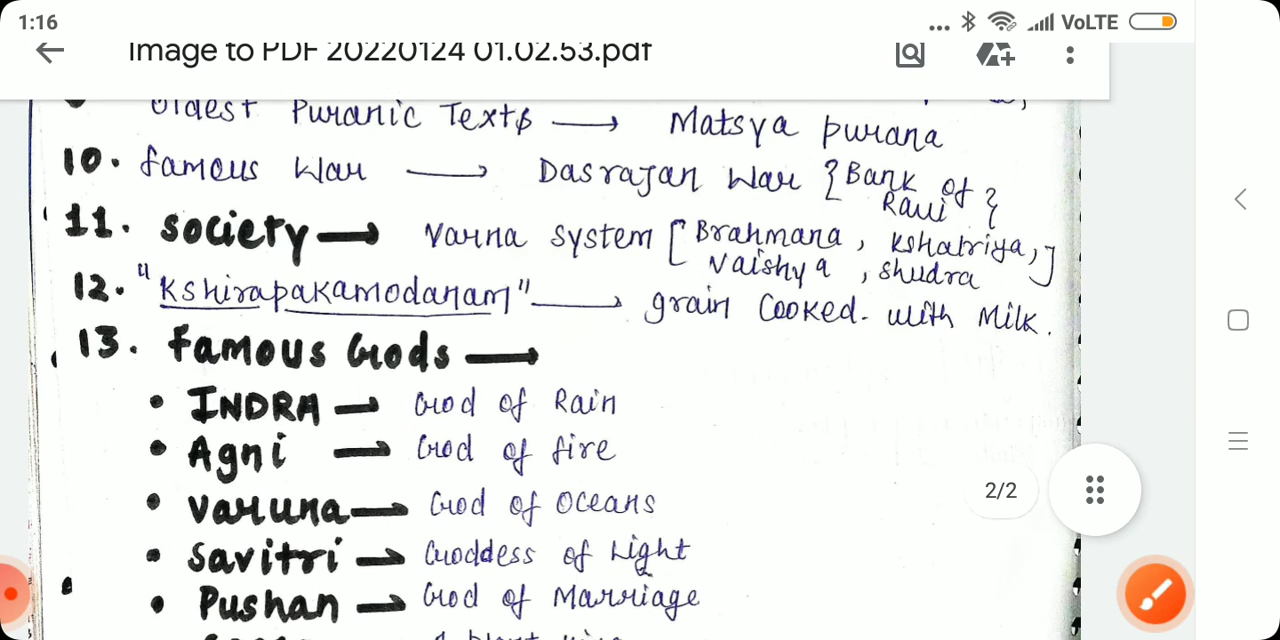 1:16 ... VoLTE
Image to PDF 20220124 01.02.53.pdf
Oldest Puranic Texts → Matsya purana
10. famous War → Dasrajan War {Bank of Ravi}
11. society → Varna system [Brahmana, Kshatriya,
Vaishya, shudra]
12. "Kshirapakamodanam" → grain Cooked with Milk.
13. famous Gods →
• INDRA → God of Rain
• Agni → God of fire
• Varuna → God of Oceans
2/2
• Savitri → Goddess of Light
• Pushan → God of Marriage